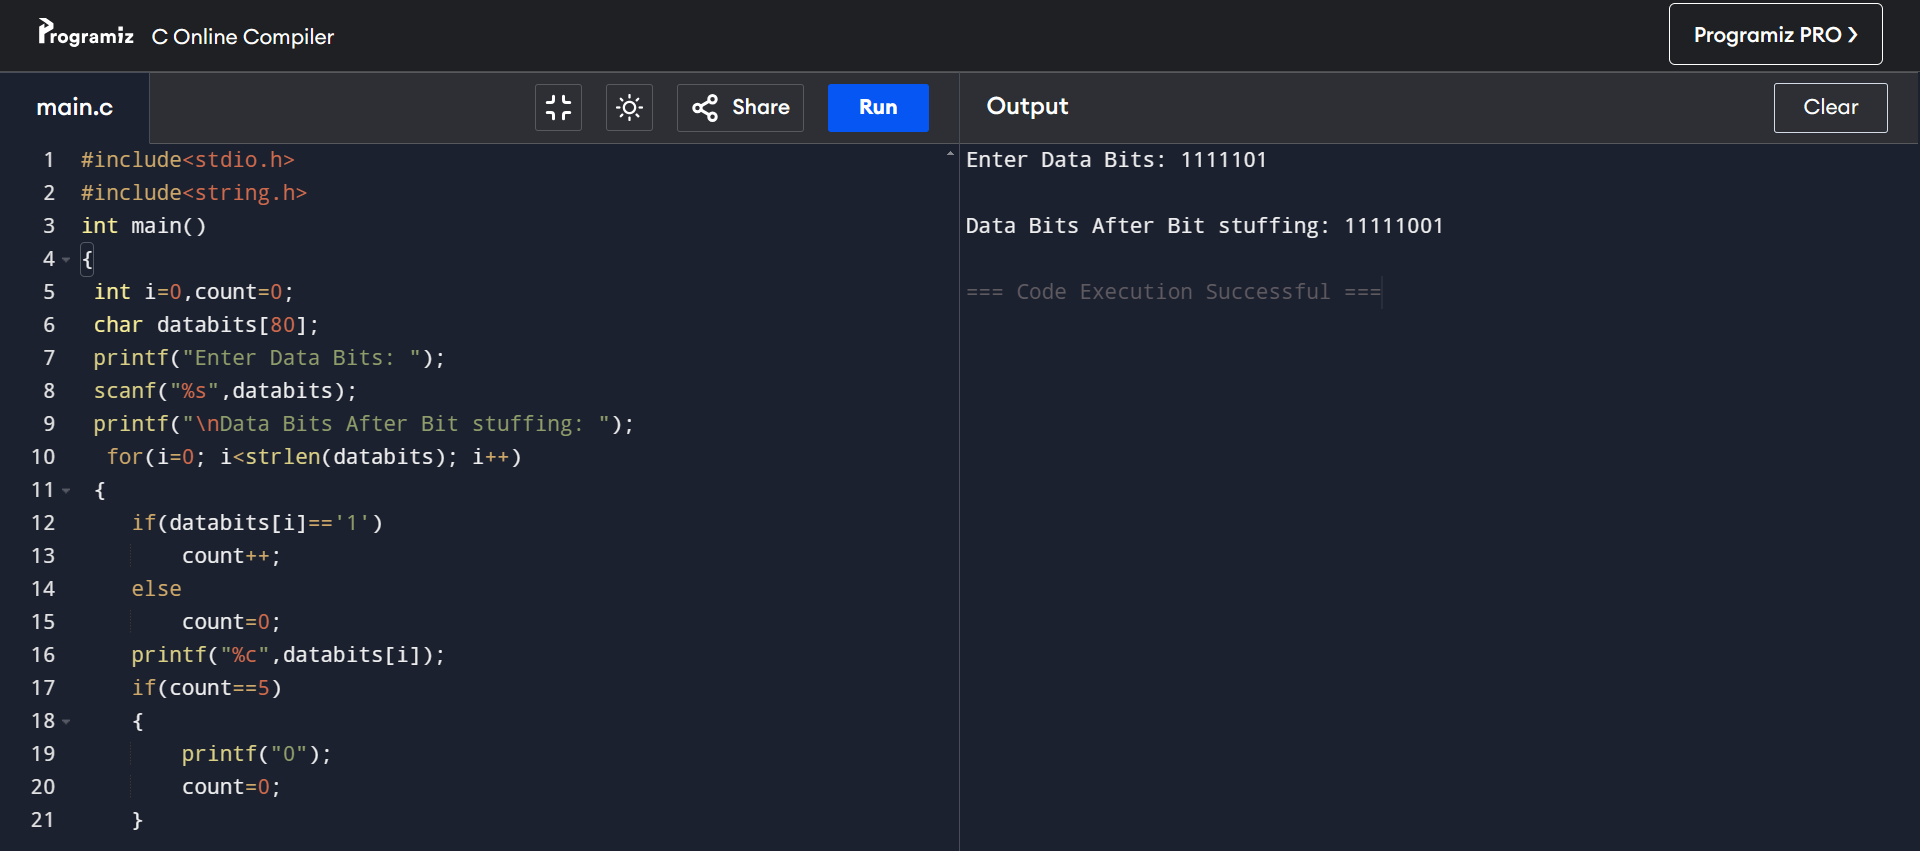 Programiz C Online Compiler
Programiz PRO ❯
main.c
Share
Run
Output
Clear
1 #include<stdio.h>
2 #include<string.h>
3 int main()
4 {
5 int i=0,count=0;
6 char databits[80];
7 printf("Enter Data Bits: ");
8 scanf("%s",databits);
9 printf("\nData Bits After Bit stuffing: ");
10 for(i=0; i<strlen(databits); i++)
11 {
12 if(databits[i]=='1')
13 count++;
14 else
15 count=0;
16 printf("%c",databits[i]);
17 if(count==5)
18 {
19 printf("0");
20 count=0;
21 }
Enter Data Bits: 1111101
Data Bits After Bit stuffing: 11111001
=== Code Execution Successful ===